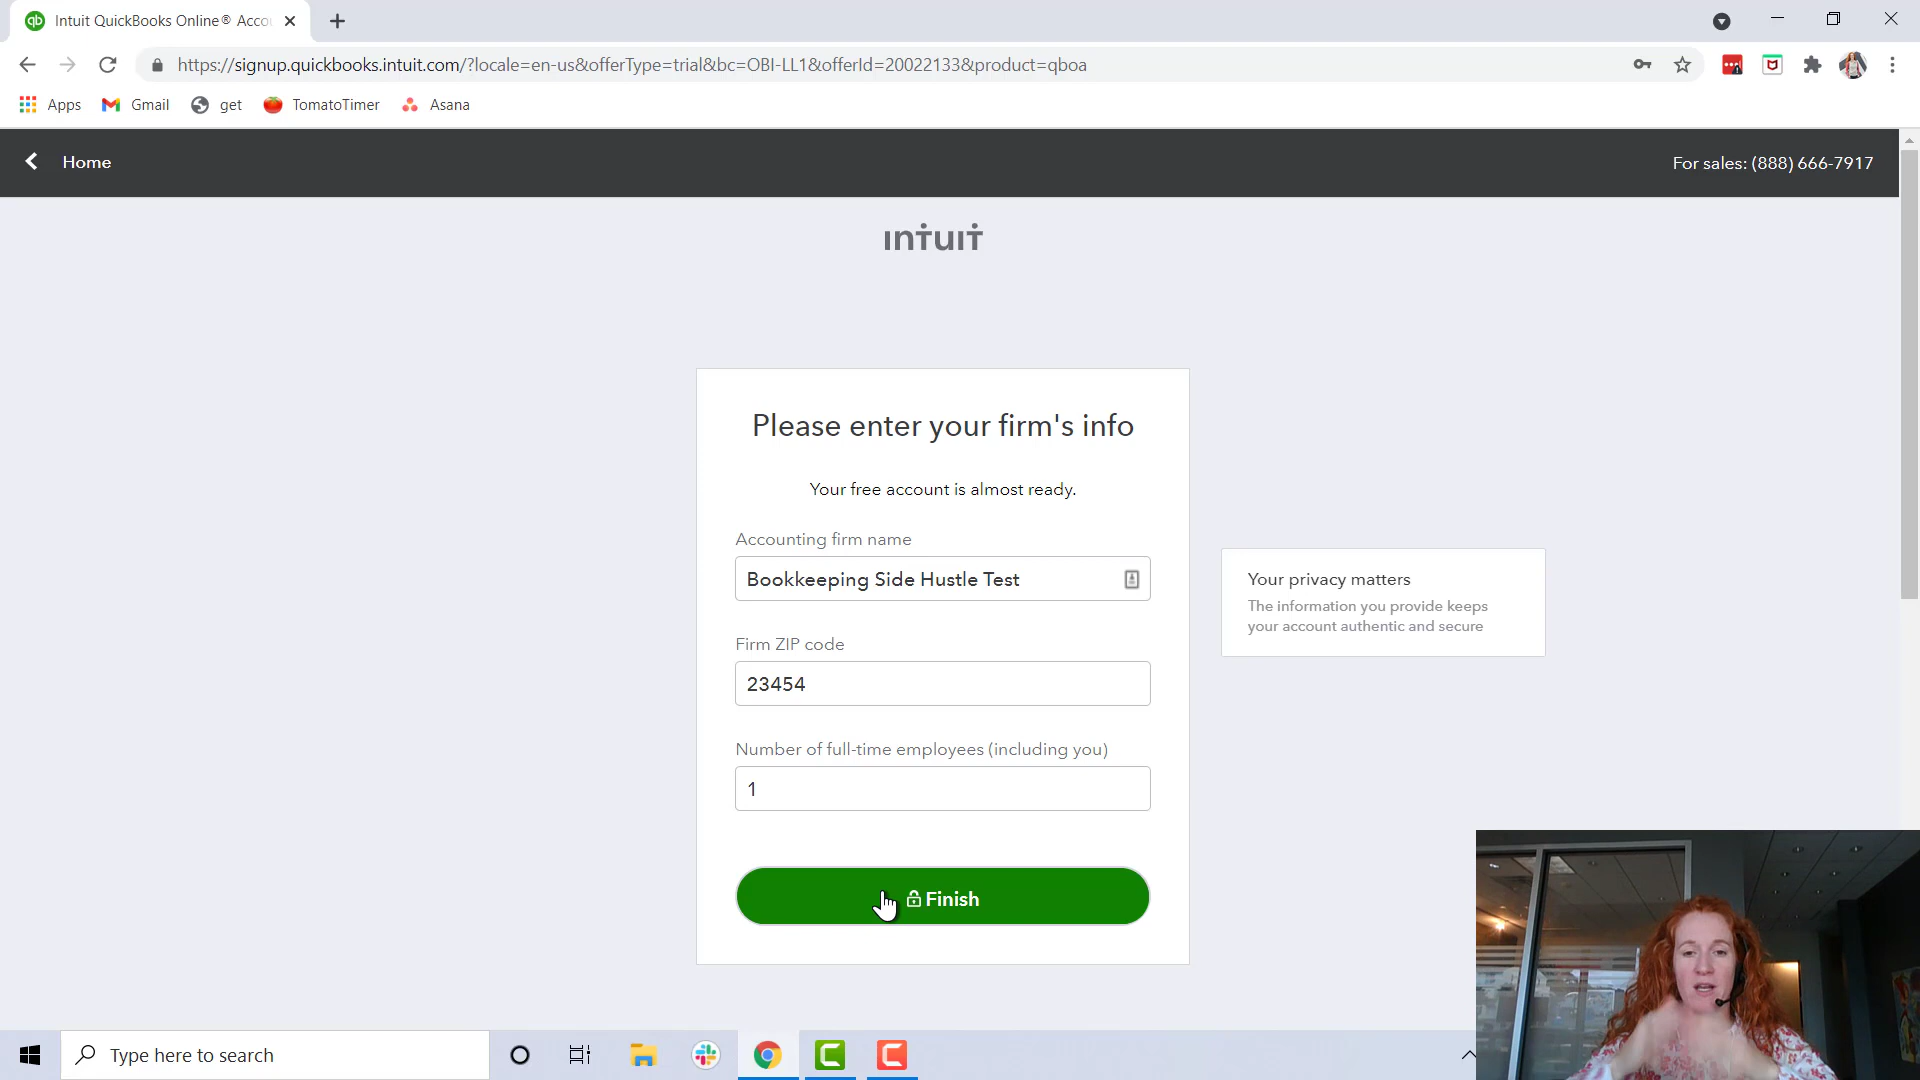 Intuit QuickBooks Online® Acco
https://signup.quickbooks.intuit.com/?locale=en-us&offerType=trial&bc=OBI-LL1&offerId=20022133&product=qboa
Apps
Gmail
get
TomatoTimer
Asana
Home
For sales: (888) 666-7917
intuit
Please enter your firm's info
Your free account is almost ready.
Accounting firm name
Bookkeeping Side Hustle Test
Your privacy matters
The information you provide keeps
your account authentic and secure
Firm ZIP code
23454
Number of full-time employees (including you)
1
Finish
Type here to search